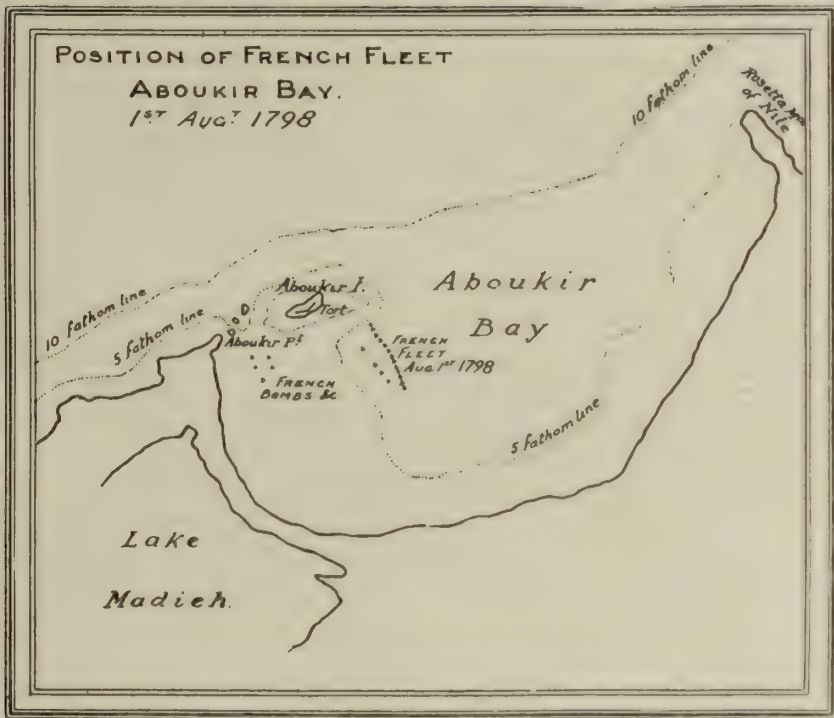 POSITION OF FRENCH FLEET
ABOUKIR BAY.
1ST AUGT 1798
10 fathom line
Rosetta Mth
of Nile
Aboukir I.
Fort
Aboukir
Bay
10 fathom line
5 fathom line
Aboukir Pt
FRENCH
FLEET
AUG. 1ST 1798
FRENCH
BOMBS &c
5 fathom line
Lake
Madieh.